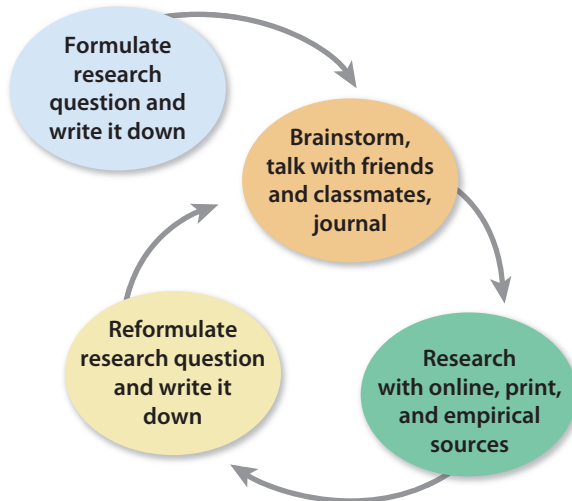 Formulate
research
question and
write it down
Brainstorm,
talk with friends
and classmates,
journal
Research
with online, print,
and empirical
sources
Reformulate
research question
and write it
down